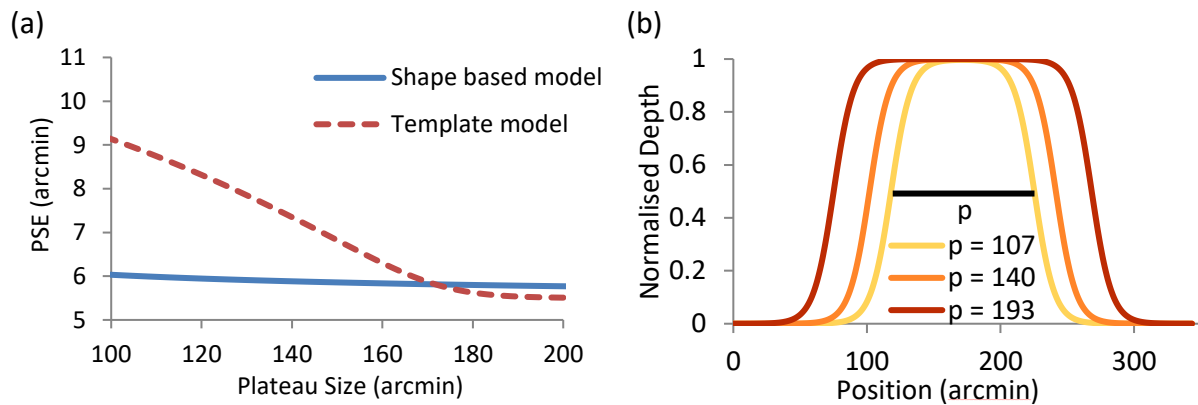 (a)
PSE (arcmin)
11
10
9
8
7
6
5
100 120 140 160 180 200
Plateau Size (arcmin)
Shape based model
Template model
(b)
Normalised Depth
1
0.8
0.6
0.4
0.2
0
0 100 200 300
Position (arcmin)
p
p = 107
p = 140
p = 193